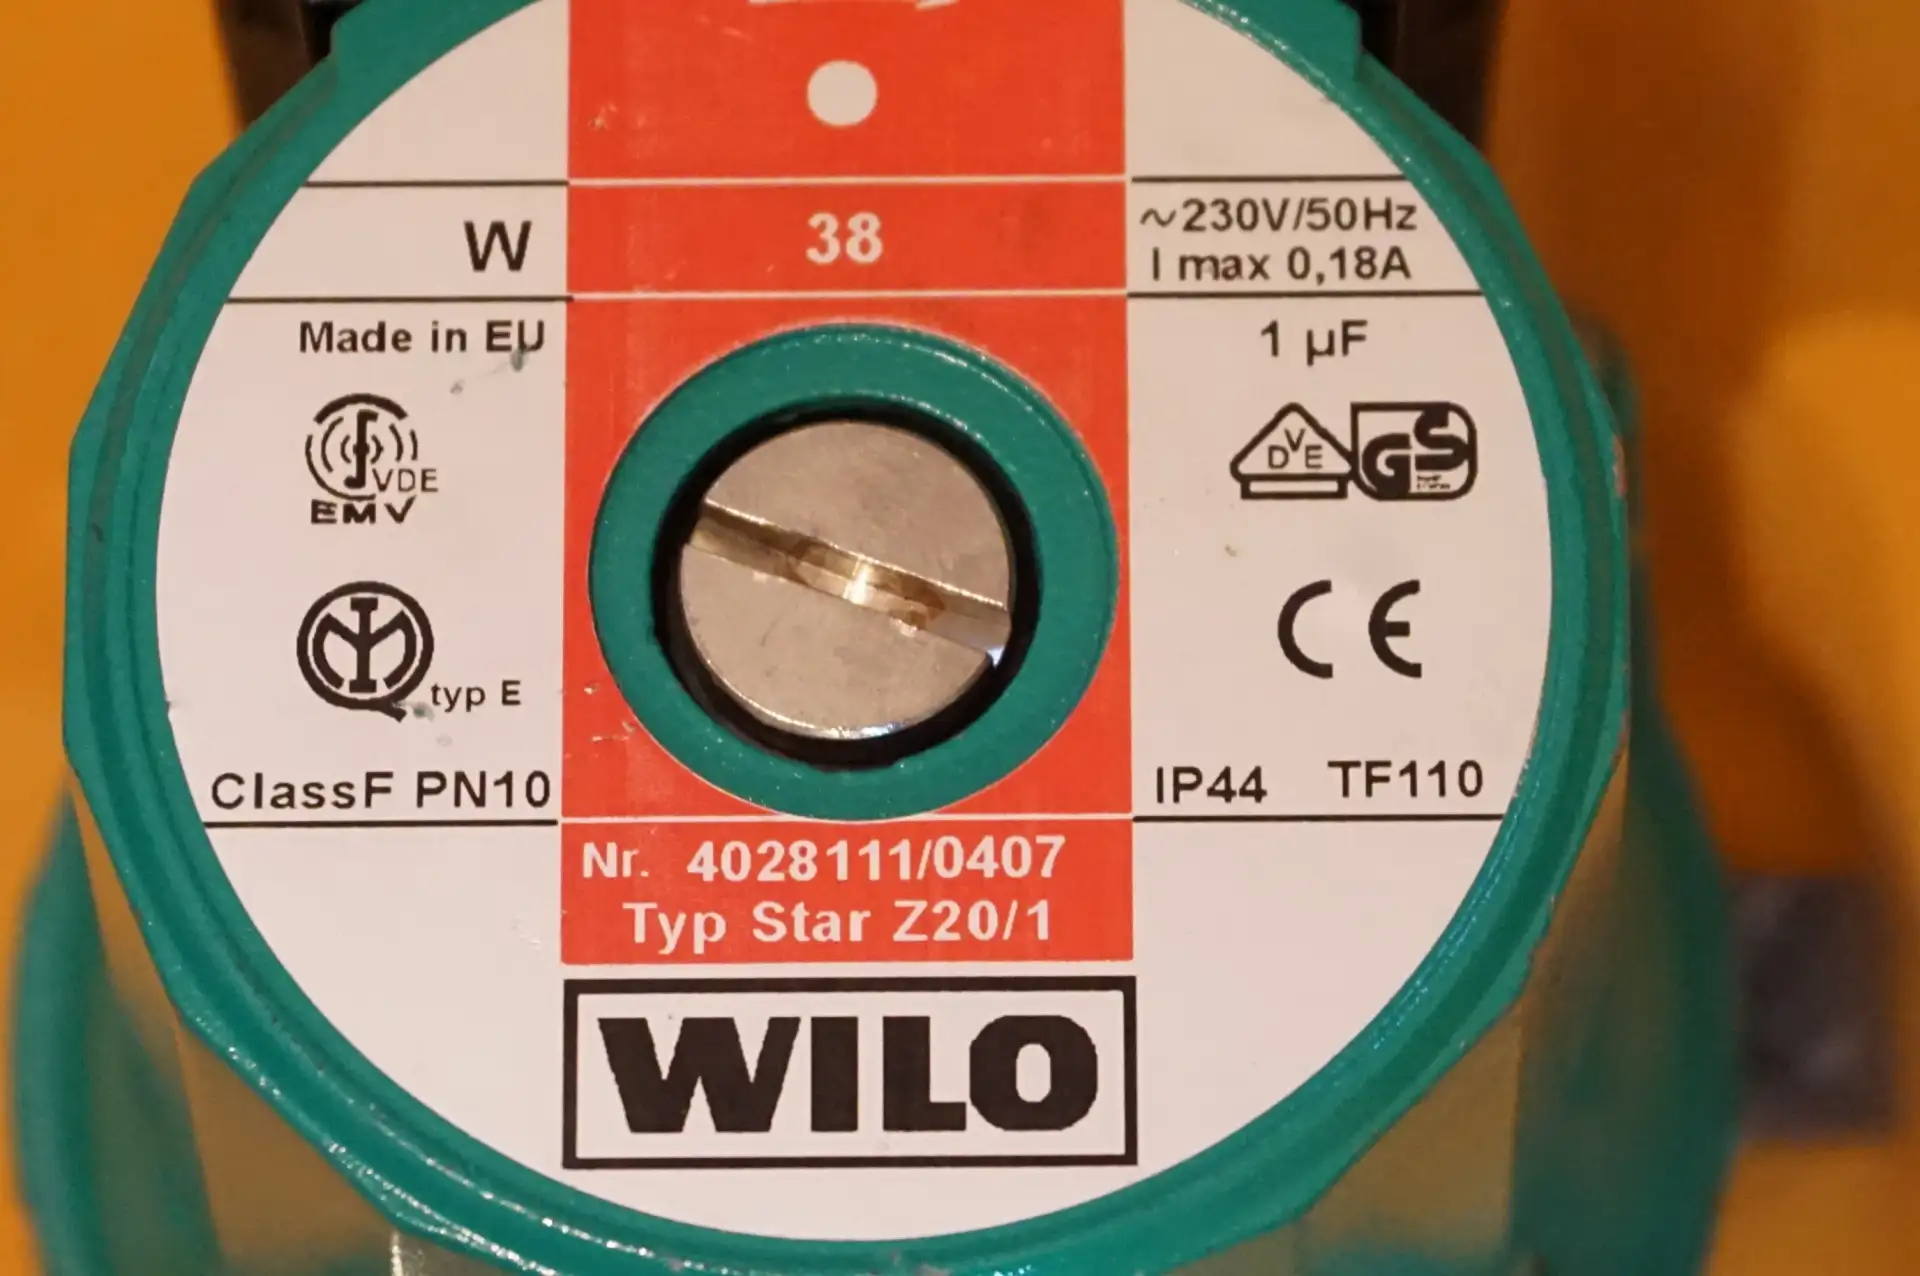 W
38
~230V/50Hz
I max 0,18A
Made in EU
1 µF
VDE
EMV
DVE
GS
typ E
CE
ClassF PN10
IP44 TF110
Nr. 4028111/0407
Typ Star Z20/1
WILO